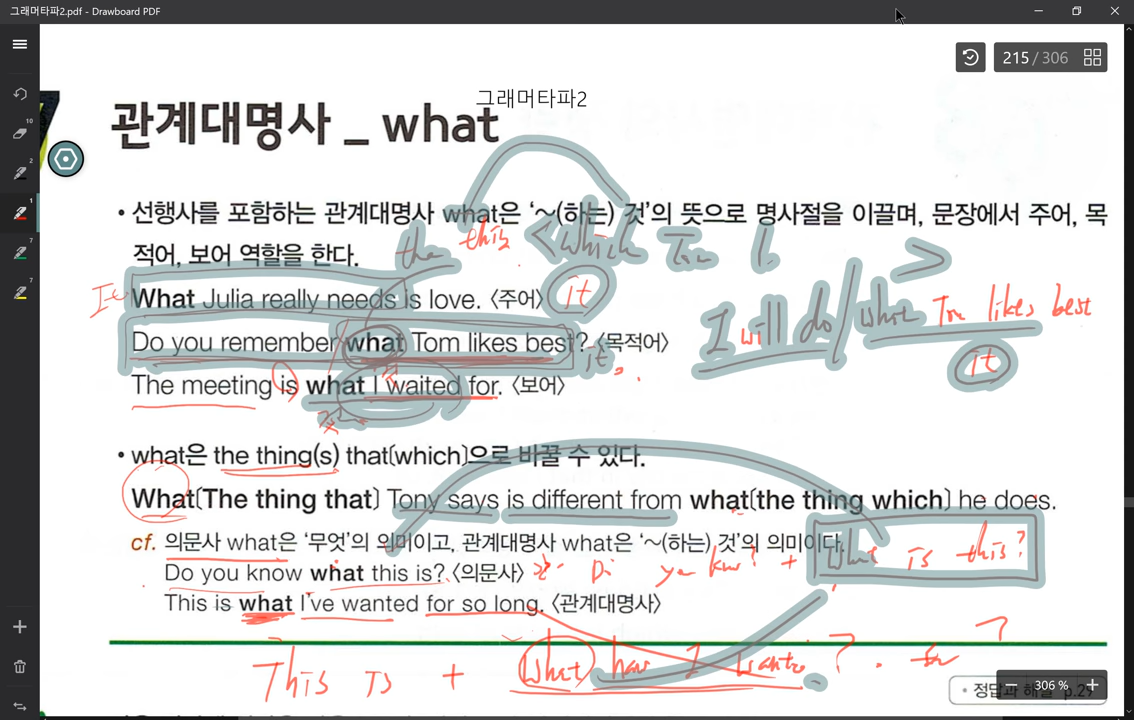 그래머타파2.pdf - Drawboard PDF
215 / 306
그래머타파2
관계대명사 _ what
• 선행사를 포함하는 관계대명사 what은 '~(하는) 것'의 뜻으로 명사절을 이끌며, 문장에서 주어, 목
this <which Tom l. >
적어, 보어 역할을 한다.
the
What Julia really needs is love. <주어>
it
I will do / what Tom likes best
Do you remember what Tom likes best? <목적어>
it
it
The meeting is what I waited for. <보어>
• what은 the thing(s) that(which)으로 바꿀 수 있다.
What(The thing that) Tony says is different from what(the thing which) he does.
cf. 의문사 what은 '무엇'의 의미이고, 관계대명사 what은 '~(하는) 것'의 의미이다.
Do you know what this is? <의문사>
Do you know? + What is this?
This is what I've wanted for so long. <관계대명사>
This is + What have I wanted ?
306 %
• 정답과 해설 p.29